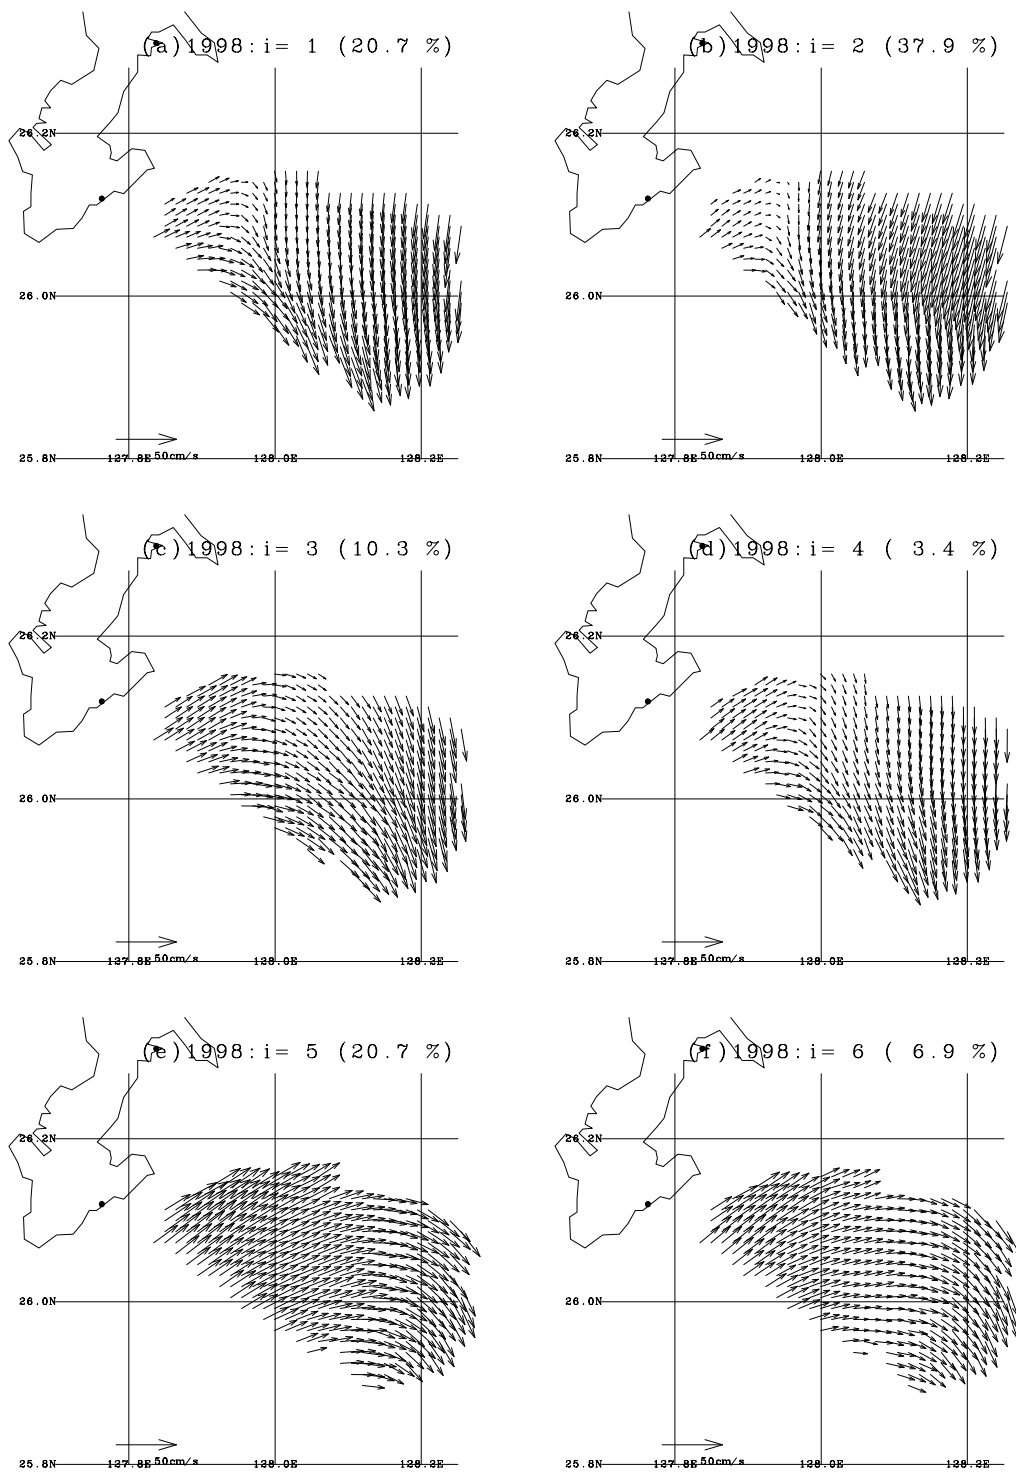 (a)1998:i= 1 (20.7 %)
26.2N
26.0N
50cm/s
25.8N 127.8E 128.0E 128.2E
(b)1998:i= 2 (37.9 %)
26.2N
26.0N
50cm/s
25.8N 127.8E 128.0E 128.2E
(c)1998:i= 3 (10.3 %)
26.2N
26.0N
50cm/s
25.8N 127.8E 128.0E 128.2E
(d)1998:i= 4 ( 3.4 %)
26.2N
26.0N
50cm/s
25.8N 127.8E 128.0E 128.2E
(e)1998:i= 5 (20.7 %)
26.2N
26.0N
50cm/s
25.8N 127.8E 128.0E 128.2E
(f)1998:i= 6 ( 6.9 %)
26.2N
26.0N
50cm/s
25.8N 127.8E 128.0E 128.2E